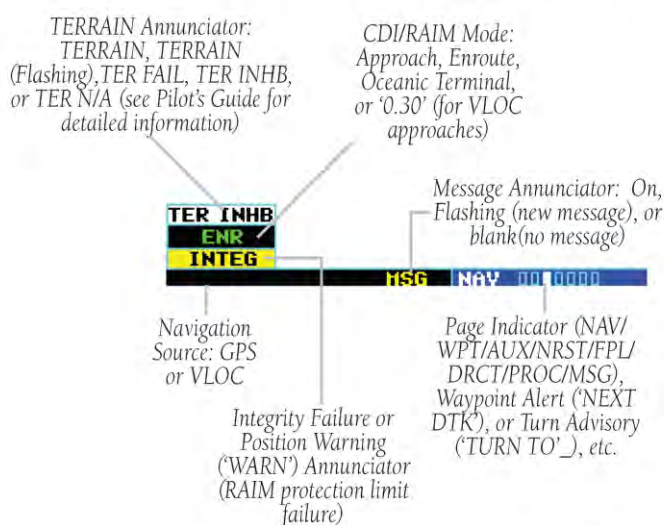 TERRAIN Annunciator:
TERRAIN, TERRAIN
(Flashing),TER FAIL, TER INHB,
or TER N/A (see Pilot's Guide for
detailed information)
CDI/RAIM Mode:
Approach, Enroute,
Oceanic Terminal,
or '0.30' (for VLOC
approaches)
Message Annunciator: On,
Flashing (new message), or
blank(no message)
TER INHB
ENR
INTEG
MSG
NAV
Navigation
Source: GPS
or VLOC
Integrity Failure or
Position Warning
('WARN') Annunciator
(RAIM protection limit
failure)
Page Indicator (NAV/
WPT/AUX/NRST/FPL/
DRCT/PROC/MSG),
Waypoint Alert ('NEXT
DTK'), or Turn Advisory
('TURN TO'_), etc.